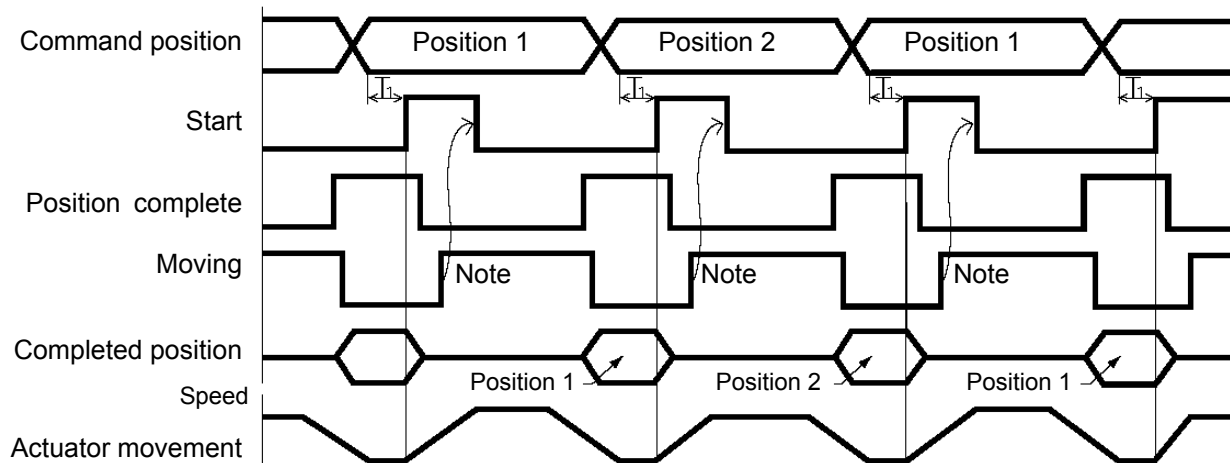 Command position Position 1 Position 2 Position 1
T₁ T₁ T₁ T₁
Start
Position complete
Moving Note Note Note
Completed position
Position 1 Position 2 Position 1
Speed
Actuator movement